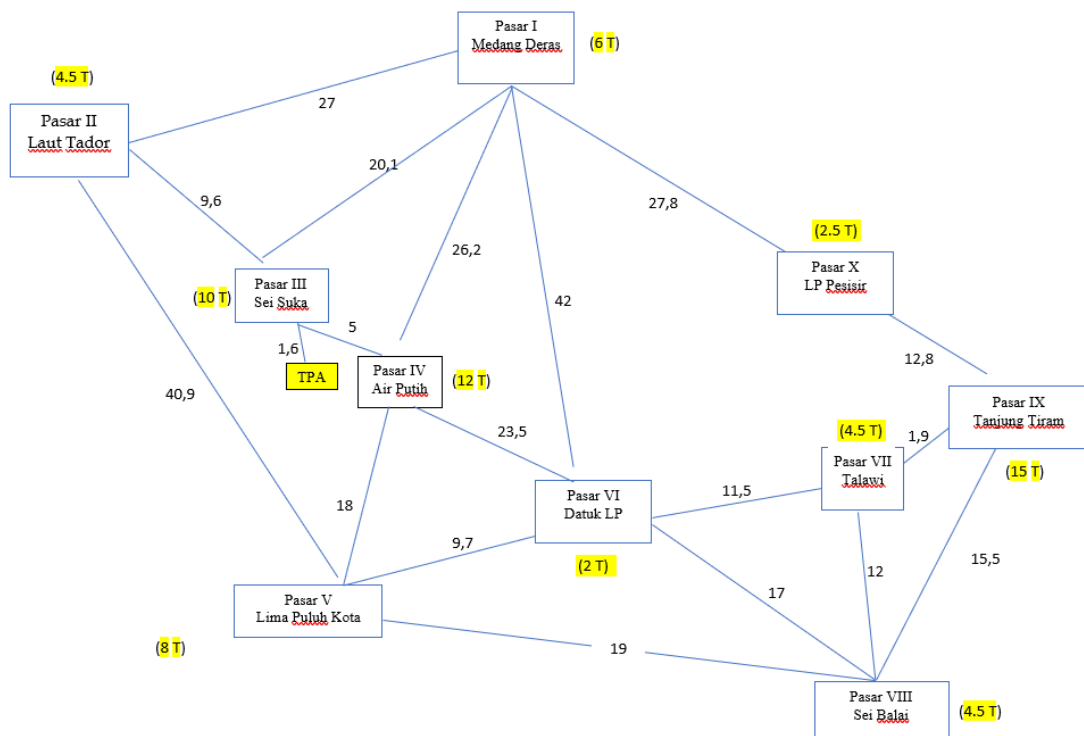 Pasar I
Medang Deras
(6 T)
(4.5 T)
Pasar II
Laut Tador
27
20,1
9,6
26,2
27,8
42
(2.5 T)
Pasar X
LP Pesisir
Pasar III
Sei Suka
(10 T)
5
1,6
TPA
Pasar IV
Air Putih
(12 T)
12,8
40,9
Pasar IX
Tanjung Tiram
(15 T)
(4.5 T)
1,9
Pasar VII
Talawi
23,5
18
Pasar VI
Datuk LP
(2 T)
11,5
9,7
15,5
12
17
Pasar V
Lima Puluh Kota
(8 T)
19
Pasar VIII
Sei Balai
(4.5 T)